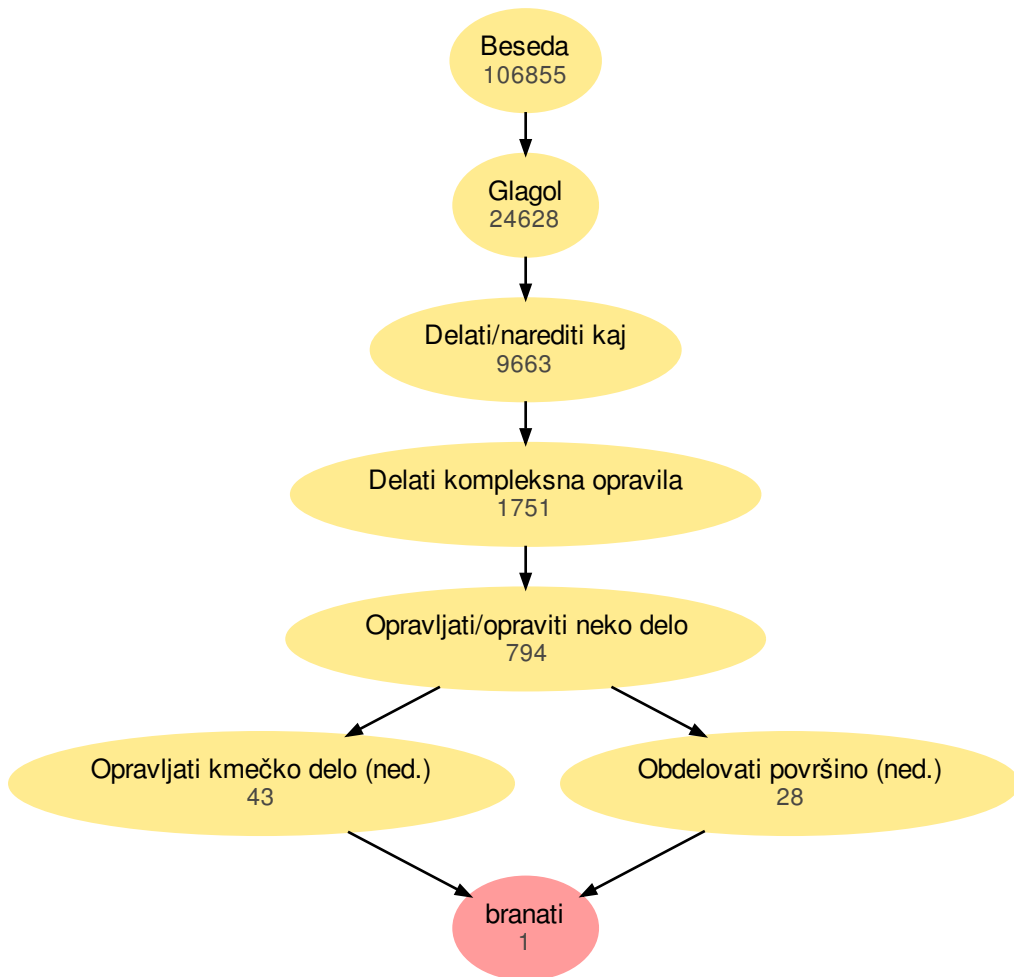 Beseda
106855
Glagol
24628
Delati/narediti kaj
9663
Delati kompleksna opravila
1751
Opravljati/opraviti neko delo
794
Opravljati kmečko delo (ned.)
43
Obdelovati površino (ned.)
28
branati
1